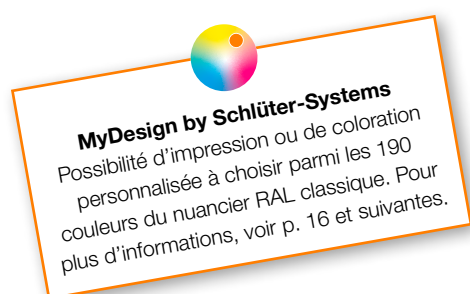 MyDesign by Schlüter-Systems
Possibilité d'impression ou de coloration
personnalisée à choisir parmi les 190
couleurs du nuancier RAL classique. Pour
plus d'informations, voir p. 16 et suivantes.